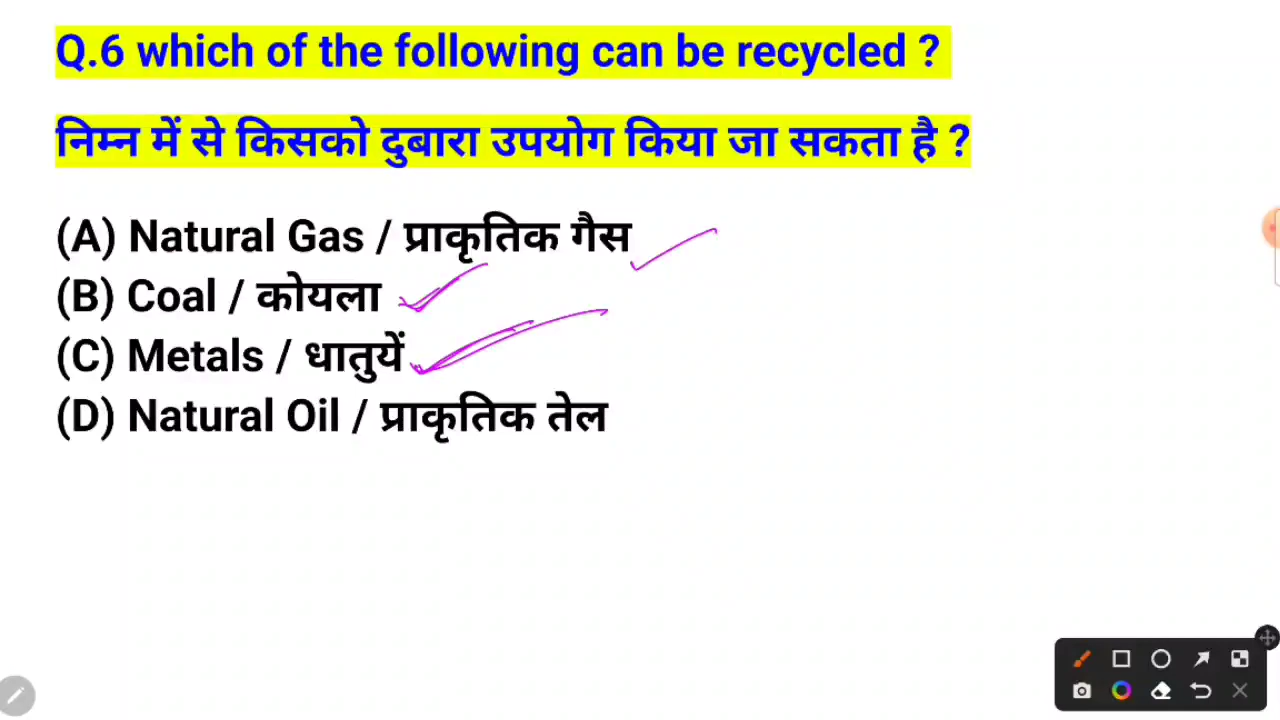 Q.6 which of the following can be recycled ?
निम्न में से किसको दुबारा उपयोग किया जा सकता है ?
(A) Natural Gas / प्राकृतिक गैस
(B) Coal / कोयला
(C) Metals / धातुयें
(D) Natural Oil / प्राकृतिक तेल